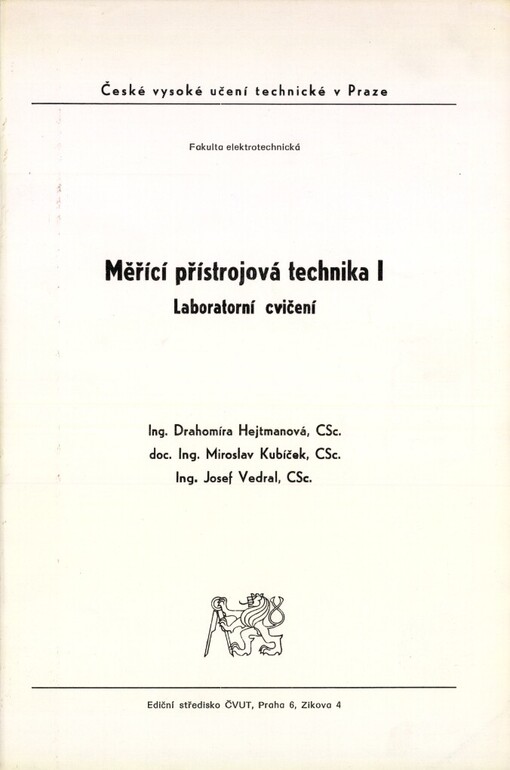 České vysoké učení technické v Praze
Fakulta elektrotechnická
Měřící přístrojová technika I
Laboratorní cvičení
Ing. Drahomíra Hejtmanová, CSc.
doc. Ing. Miroslav Kubíček, CSc.
Ing. Josef Vedral, CSc.
Ediční středisko ČVUT, Praha 6, Zikova 4